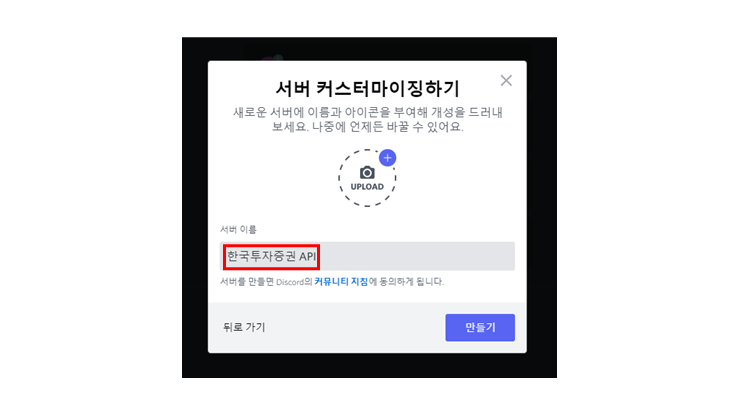 서버 커스터마이징하기
새로운 서버에 이름과 아이콘을 부여해 개성을 드러내
보세요. 나중에 언제든 바꿀 수 있어요.
UPLOAD
서버 이름
한국투자증권 API
서버를 만들면 Discord의 커뮤니티 지침에 동의하게 됩니다.
뒤로 가기
만들기